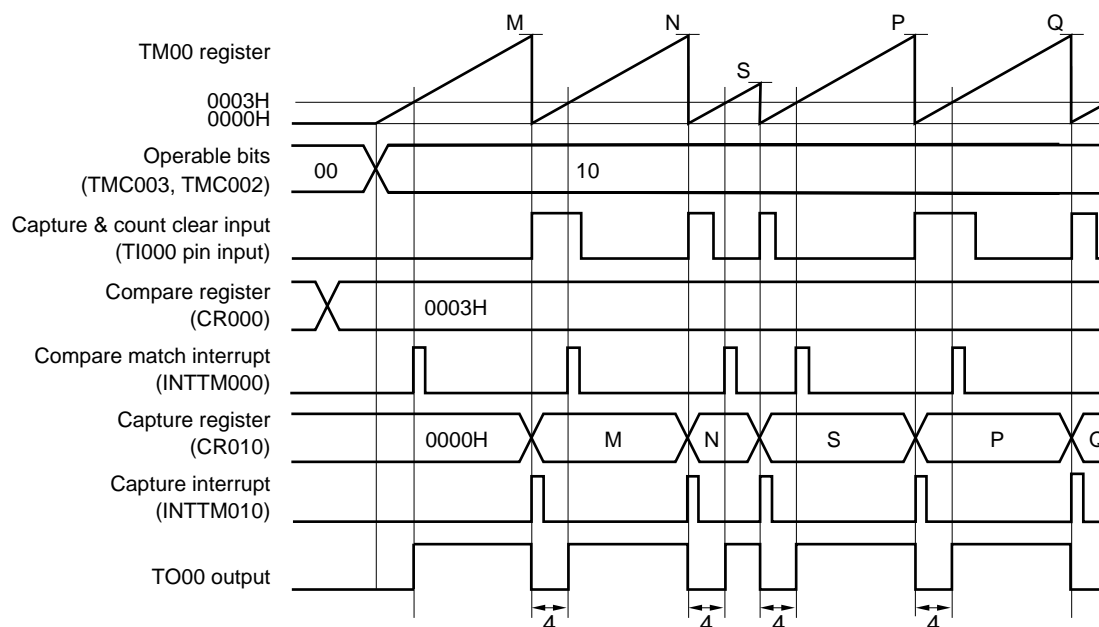 M N S P Q
TM00 register
0003H
0000H
Operable bits
(TMC003, TMC002)
00 10
Capture & count clear input
(TI000 pin input)
Compare register
(CR000)
0003H
Compare match interrupt
(INTTM000)
Capture register
(CR010)
0000H M N S P Q
Capture interrupt
(INTTM010)
TO00 output
4 4 4 4